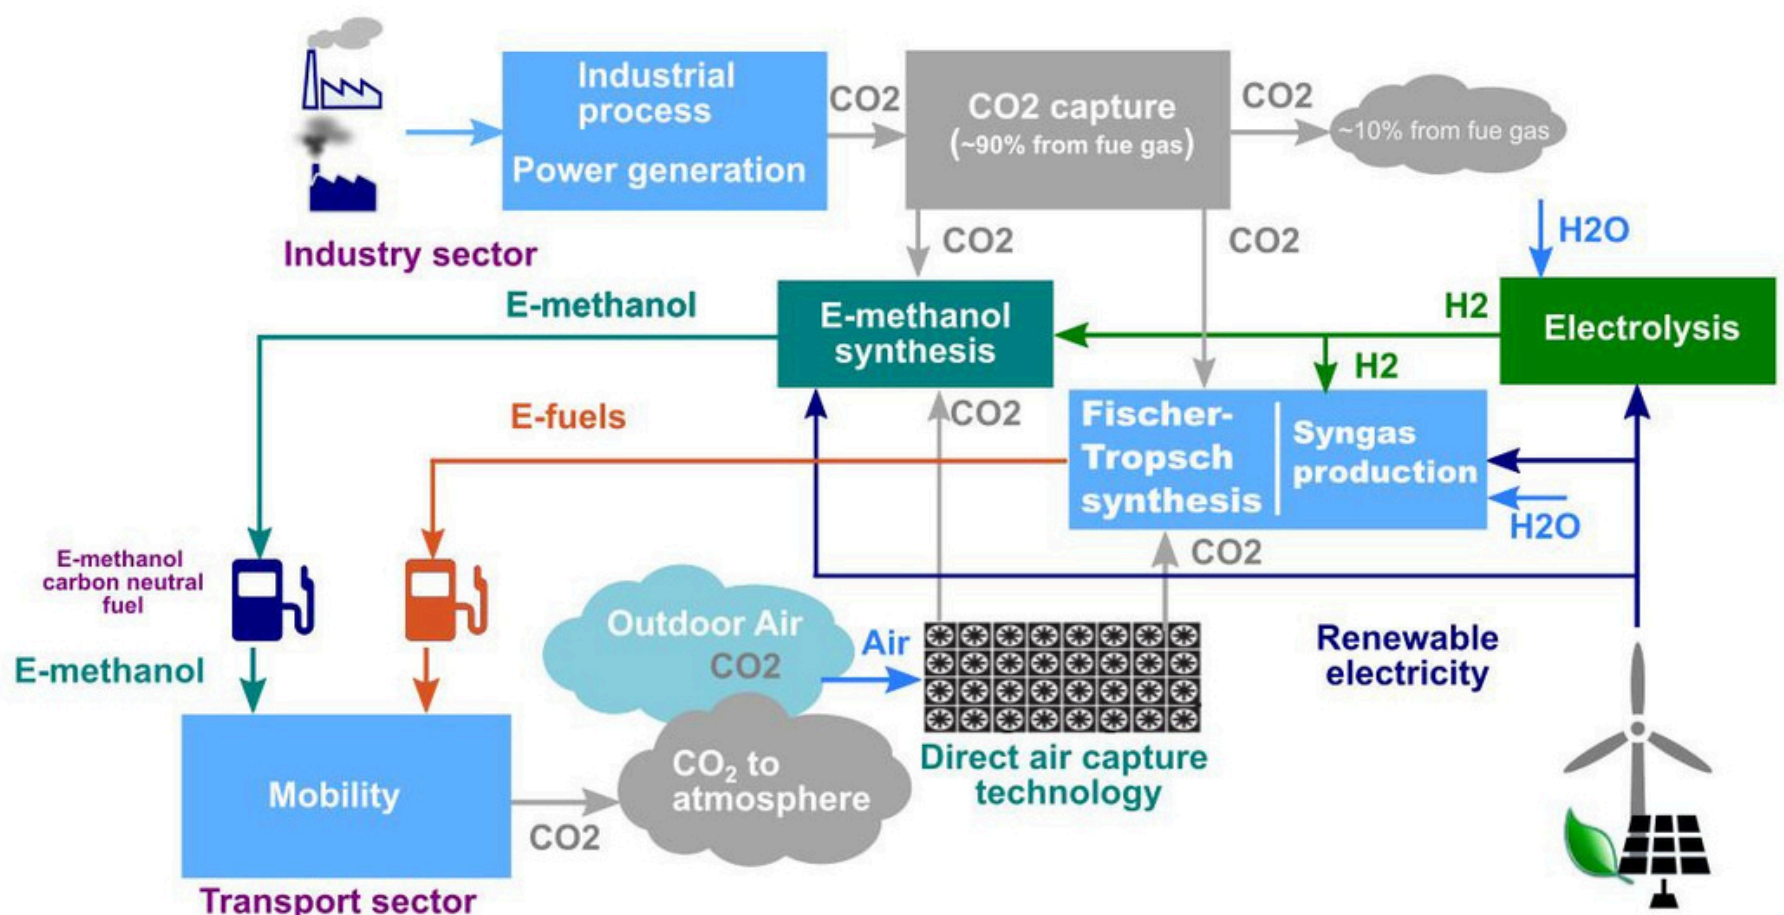 Industrial
process
Power generation
CO2
CO2 capture
(~90% from fue gas)
CO2
~10% from fue gas
Industry sector
CO2
CO2
H2O
E-methanol
E-methanol
synthesis
H2
Electrolysis
H2
E-fuels
CO2
Fischer-
Tropsch
synthesis
Syngas
production
H2O
CO2
E-methanol
carbon neutral
fuel
E-methanol
Outdoor Air
CO2
Air
Renewable
electricity
Direct air capture
technology
Mobility
CO2
CO₂ to
atmosphere
Transport sector